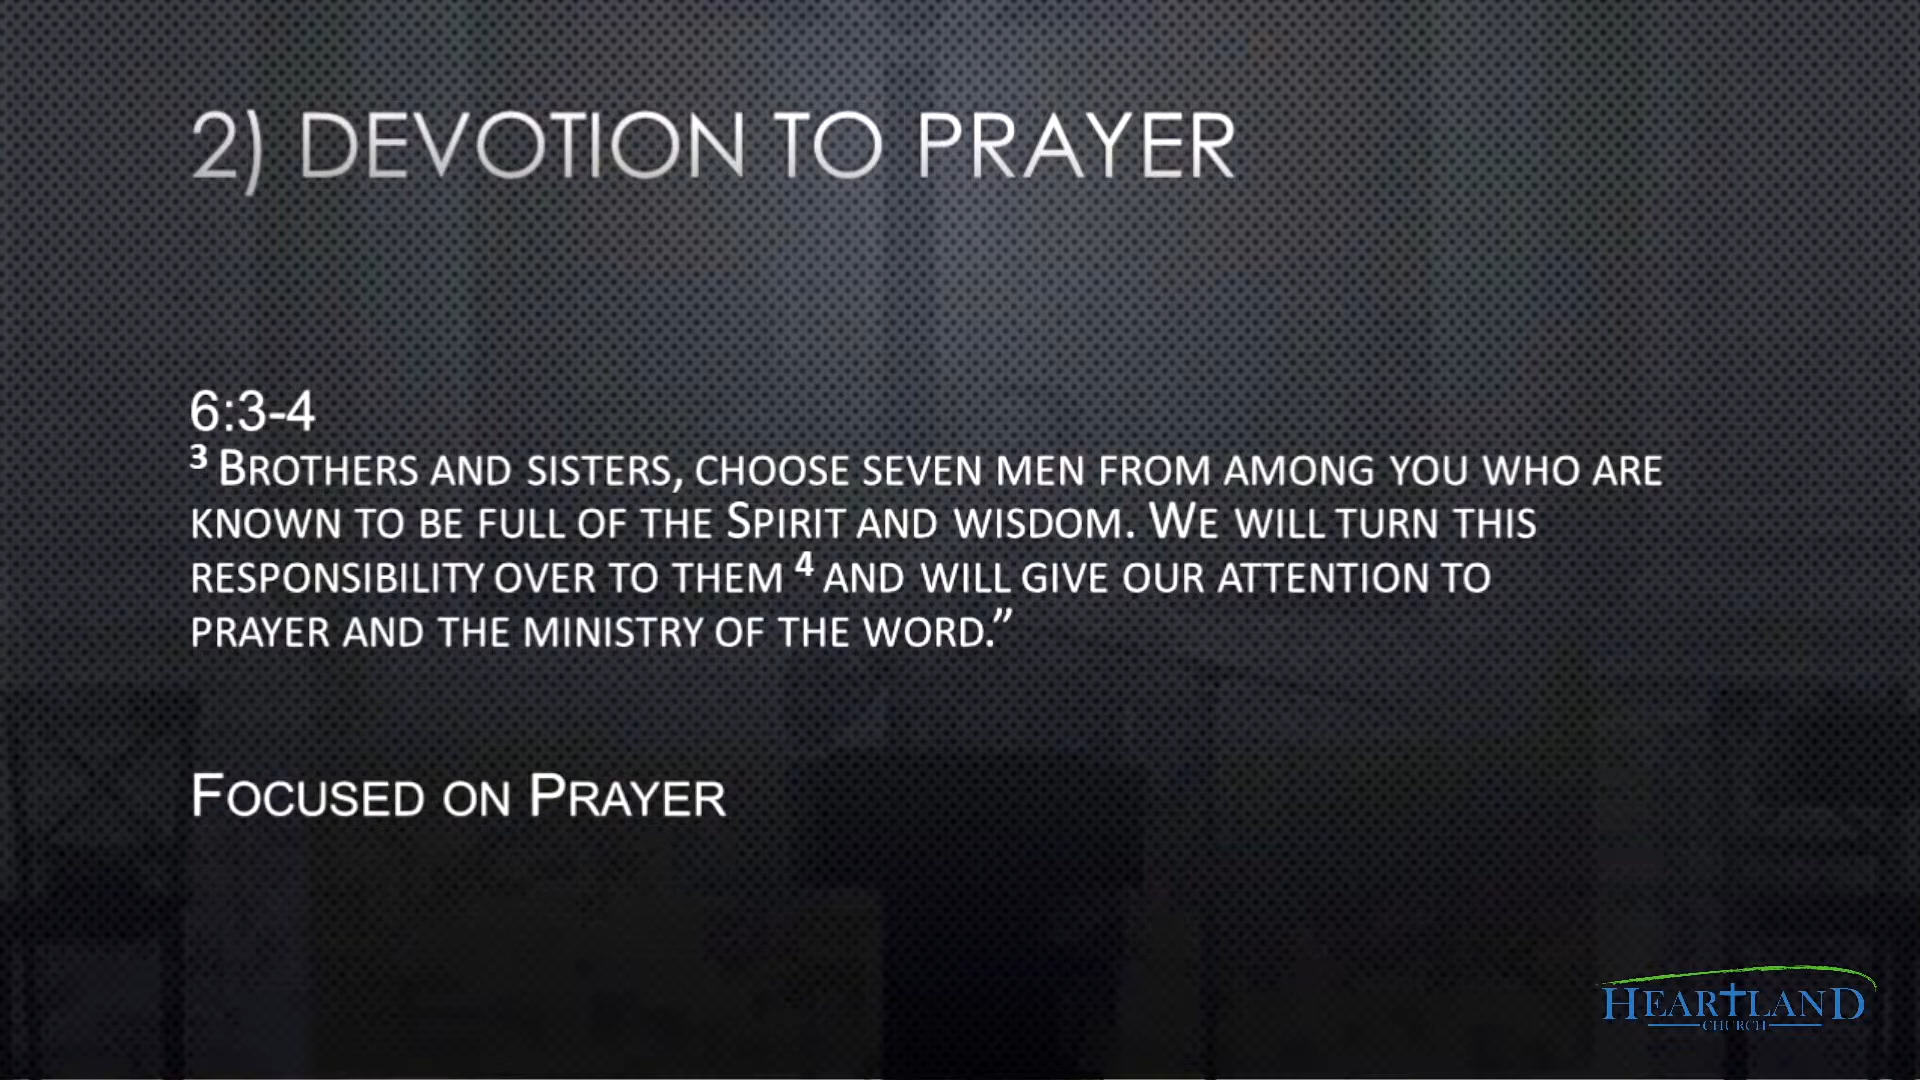 2) DEVOTION TO PRAYER
6:3-4
³ BROTHERS AND SISTERS, CHOOSE SEVEN MEN FROM AMONG YOU WHO ARE
KNOWN TO BE FULL OF THE SPIRIT AND WISDOM. WE WILL TURN THIS
RESPONSIBILITY OVER TO THEM ⁴ AND WILL GIVE OUR ATTENTION TO
PRAYER AND THE MINISTRY OF THE WORD.”
FOCUSED ON PRAYER
HEARTLAND
CHURCH